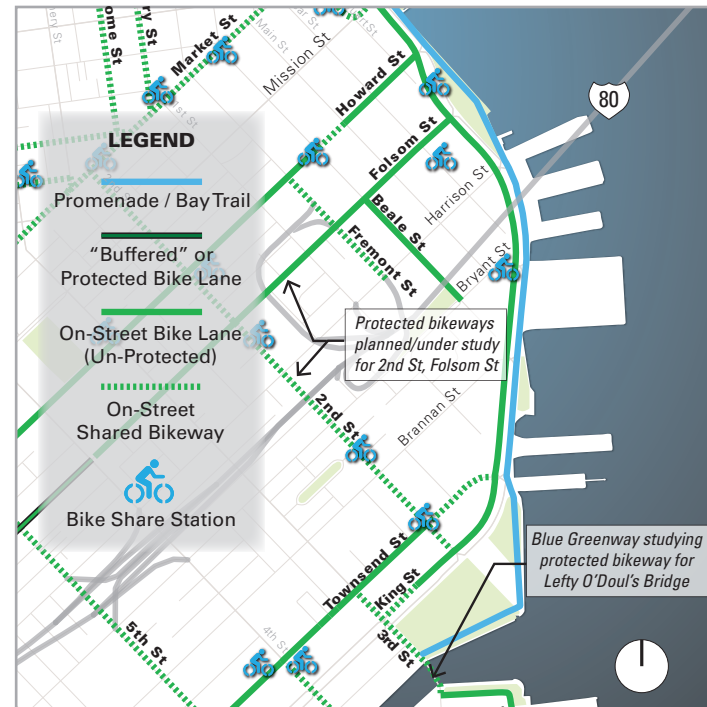 Market St
Mission St
Main St
Howard St
Folsom St
Harrison St
Beale St
Fremont St
Bryant St
80
LEGEND
Promenade / Bay Trail
“Buffered” or
Protected Bike Lane
On-Street Bike Lane
(Un-Protected)
On-Street
Shared Bikeway
Bike Share Station
Protected bikeways
planned/under study
for 2nd St, Folsom St
2nd St
Brannan St
Townsend St
King St
3rd St
4th St
5th St
Blue Greenway studying
protected bikeway for
Lefty O’Doul’s Bridge